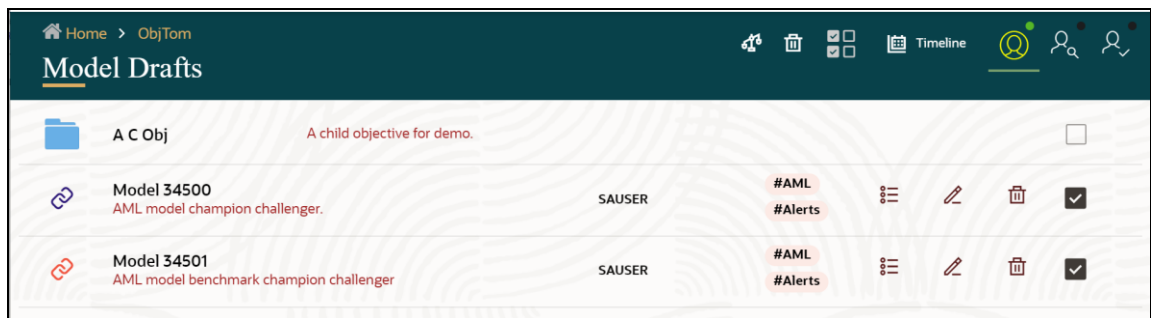 Home > ObjTom
Timeline
Model Drafts
A C Obj
A child objective for demo.
Model 34500
AML model champion challenger.
SAUSER
#AML
#Alerts
Model 34501
AML model benchmark champion challenger
SAUSER
#AML
#Alerts